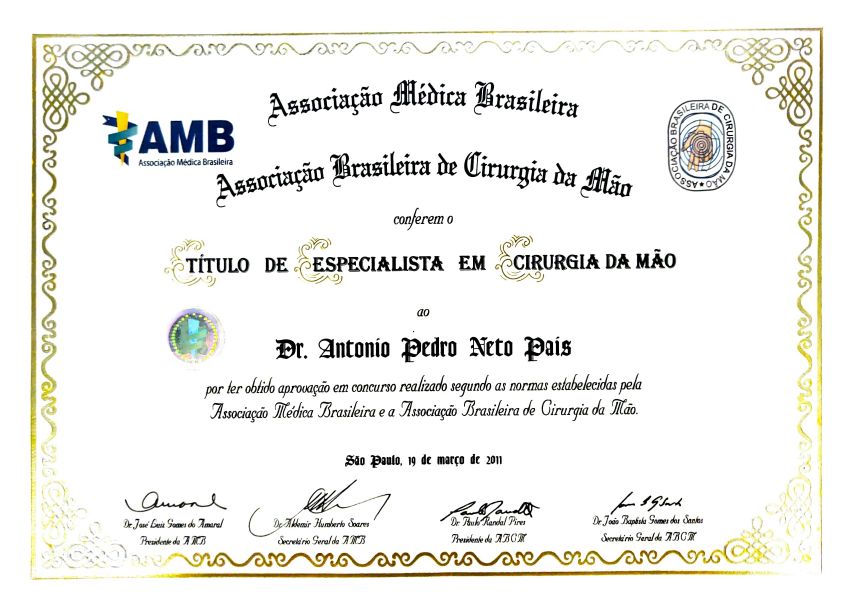 Associação Médica Brasileira
AMB
Associação Médica Brasileira
ASSOCIAÇÃO BRASILEIRA DE CIRURGIA DA MÃO
Associação Brasileira de Cirurgia da Mão
conferem o
TÍTULO DE ESPECIALISTA EM CIRURGIA DA MÃO
ao
Dr. Antonio Pedro Neto Pais
por ter obtido aprovação em concurso realizado segundo as normas estabelecidas pela
Associação Médica Brasileira e a Associação Brasileira de Cirurgia da Mão.
São Paulo, 19 de março de 2011
Dr. José Luiz Gomes do Amaral
Presidente da AMB
Dr. Aldemir Humberto Soares
Secretário Geral da AMB
Dr. Paulo Randal Pires
Presidente da ABCM
Dr. João Baptista Gomes dos Santos
Secretário Geral da ABCM